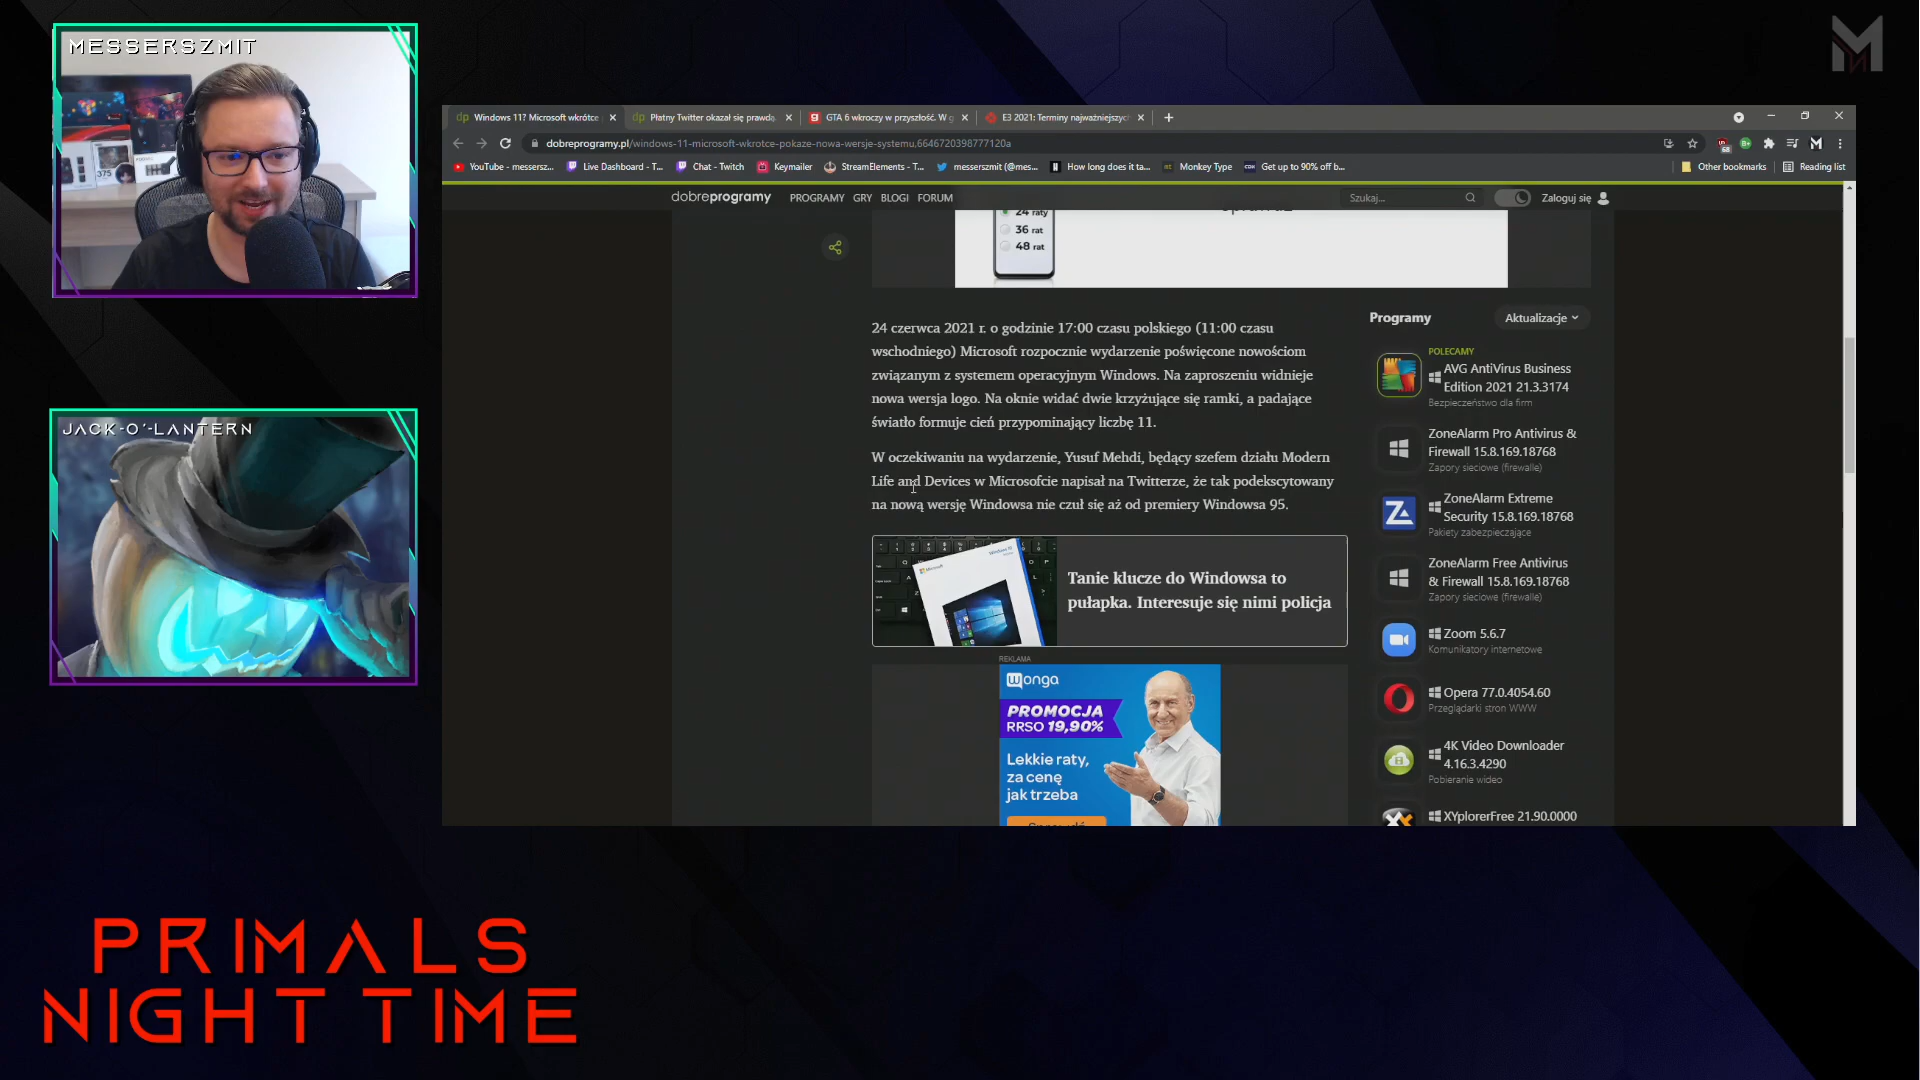 MESSERSZMIT
JACK-O'-LANTERN
PRIMALS
NIGHT TIME
Windows 11? Microsoft wkrótce
Płatny Twitter okazał się prawdą.
GTA 6 wkroczy w przyszłość. W g
E3 2021: Terminy najważniejszych
dobreprogramy.pl/windows-11-microsoft-wkrotce-pokaze-nowa-wersje-systemu,6646720398777120a
YouTube - messersz...
Live Dashboard - T...
Chat - Twitch
Keymailer
StreamElements - T...
messerszmit (@mes...
How long does it ta...
Monkey Type
Get up to 90% off b...
Other bookmarks
Reading list
dobreprogramy
PROGRAMY GRY BLOGI FORUM
Szukaj...
Zaloguj się
24 raty
36 rat
48 rat
24 czerwca 2021 r. o godzinie 17:00 czasu polskiego (11:00 czasu
wschodniego) Microsoft rozpocznie wydarzenie poświęcone nowościom
związanym z systemem operacyjnym Windows. Na zaproszeniu widnieje
nowa wersja logo. Na oknie widać dwie krzyżujące się ramki, a padające
światło formuje cień przypominający liczbę 11.
W oczekiwaniu na wydarzenie, Yusuf Mehdi, będący szefem działu Modern
Life and Devices w Microsofcie napisał na Twitterze, że tak podekscytowany
na nową wersję Windowsa nie czuł się aż od premiery Windowsa 95.
Tanie klucze do Windowsa to
pułapka. Interesuje się nimi policja
REKLAMA
wonga
PROMOCJA
RRSO 19,90%
Lekkie raty,
za cenę
jak trzeba
Programy
Aktualizacje
POLECAMY
AVG AntiVirus Business
Edition 2021 21.3.3174
Bezpieczeństwo dla firm
ZoneAlarm Pro Antivirus &
Firewall 15.8.169.18768
Zapory sieciowe (firewalle)
ZoneAlarm Extreme
Security 15.8.169.18768
Pakiety zabezpieczające
ZoneAlarm Free Antivirus
& Firewall 15.8.169.18768
Zapory sieciowe (firewalle)
Zoom 5.6.7
Komunikatory internetowe
Opera 77.0.4054.60
Przeglądarki stron WWW
4K Video Downloader
4.16.3.4290
Pobieranie wideo
XYplorerFree 21.90.0000